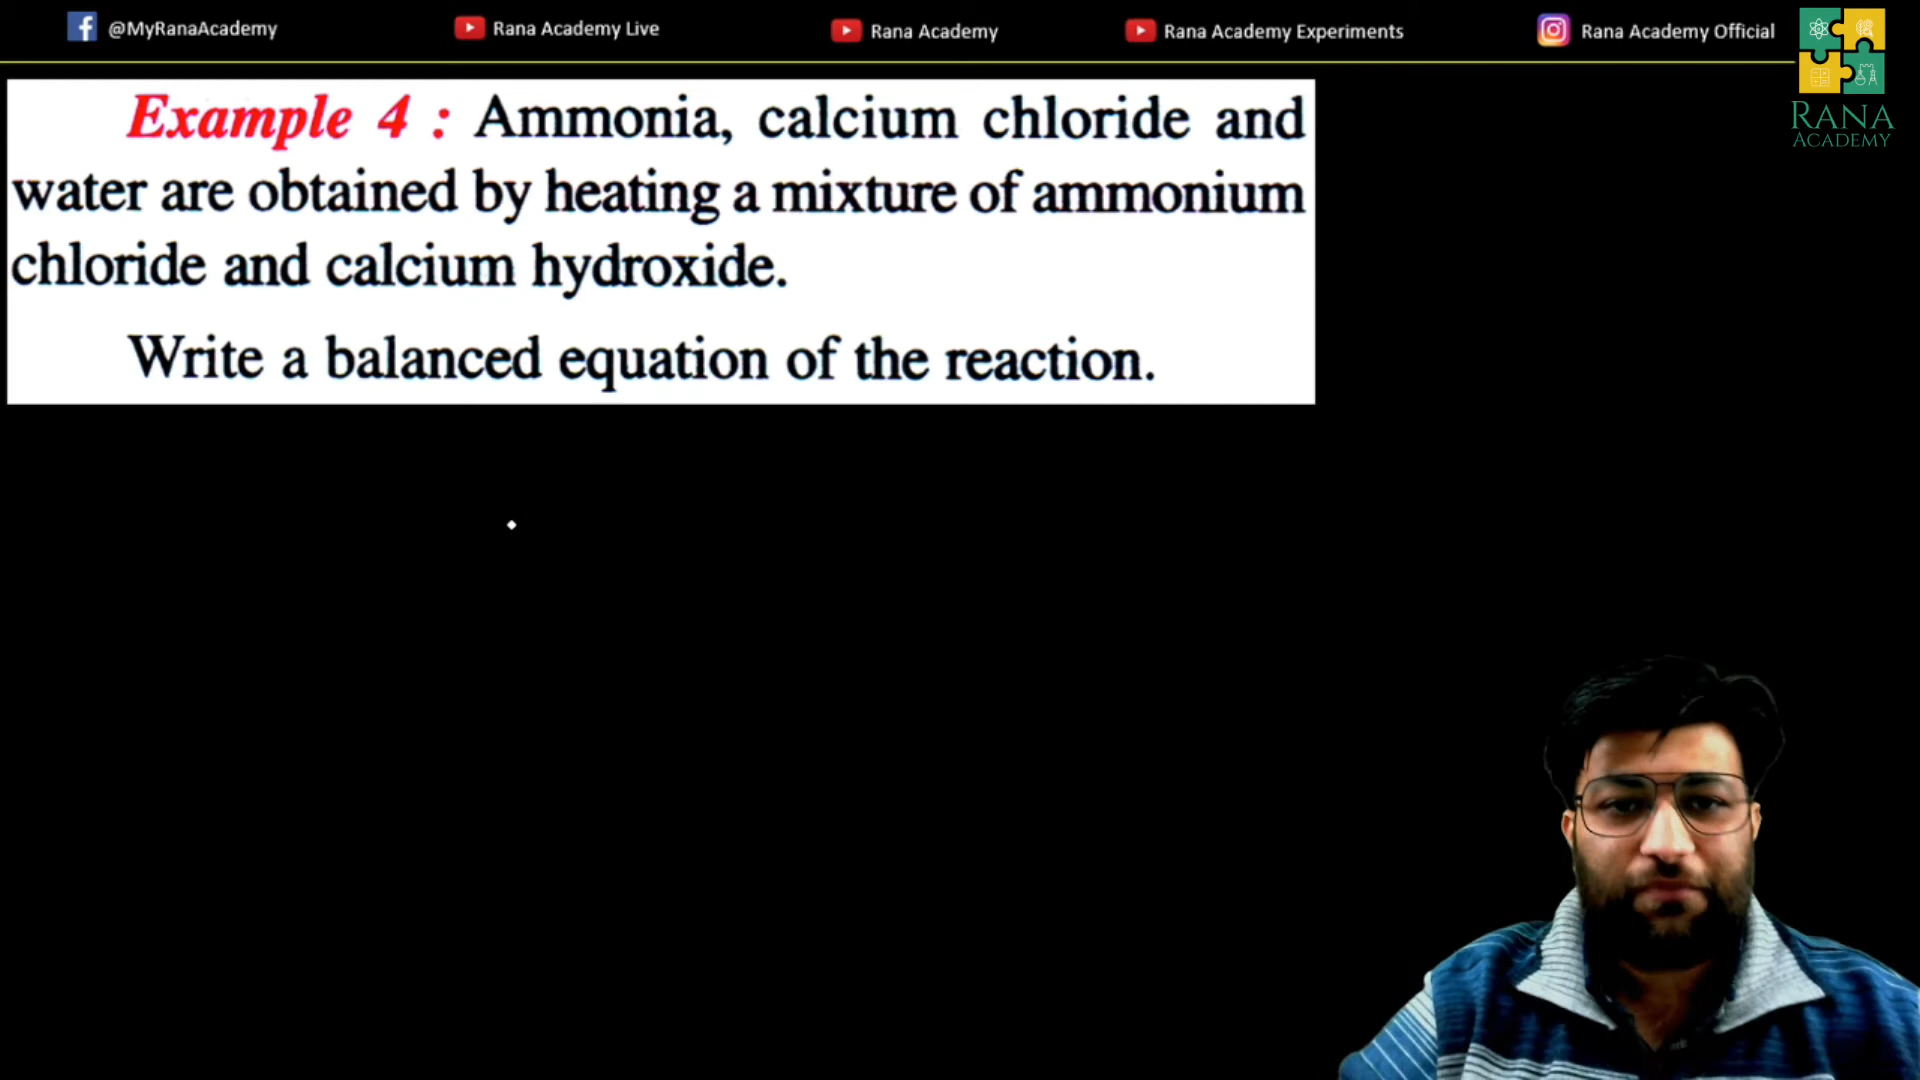 @MyRanaAcademy
Rana Academy Live
Rana Academy
Rana Academy Experiments
Rana Academy Official
RANA
ACADEMY
Example 4 : Ammonia, calcium chloride and
water are obtained by heating a mixture of ammonium
chloride and calcium hydroxide.
Write a balanced equation of the reaction.